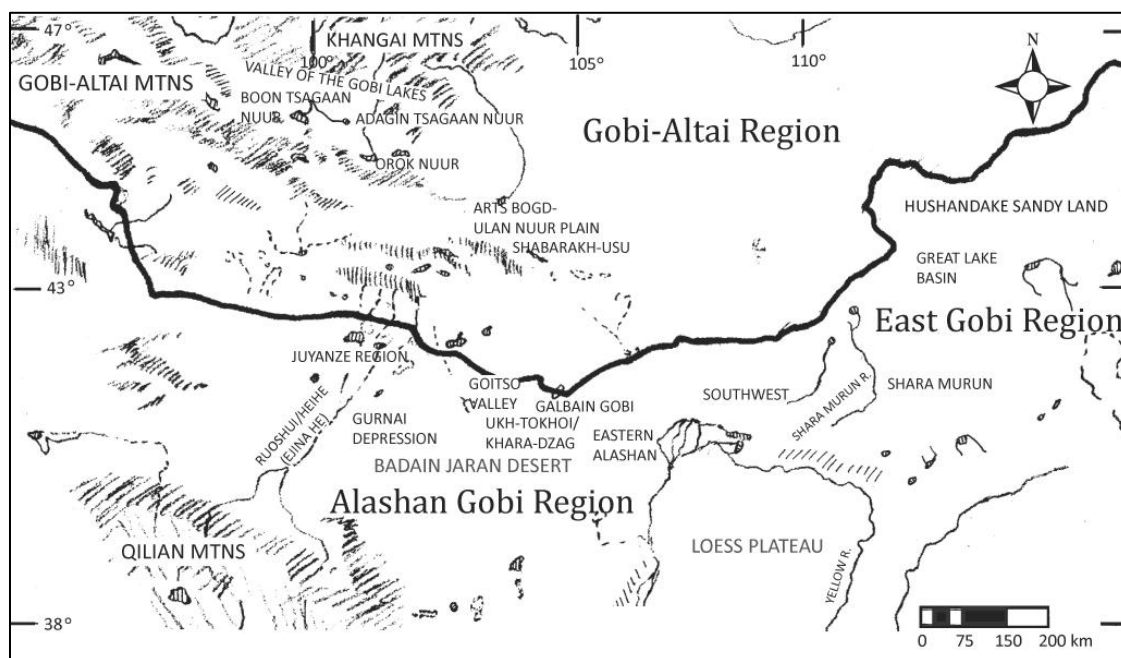 47°
KHANGAI MTNS
N
100°
105°
110°
GOBI-ALTAI MTNS
VALLEY OF THE GOBI LAKES
BOON TSAGAAN
NUUR
ADAGIN TSAGAAN NUUR
Gobi-Altai Region
OROK NUUR
ARTS BOGD-
ULAN NUUR PLAIN
SHABARAKH-USU
HUSHANDAKE SANDY LAND
GREAT LAKE
BASIN
43°
East Gobi Region
JUYANZE REGION
GOITSO
VALLEY
GALBAIN GOBI
UKH-TOKHOI/
KHARA-DZAG
SOUTHWEST
SHARA MURUN R.
SHARA MURUN
RUOSHUI/HEIHE
(EJINA HE)
GURNAI
DEPRESSION
EASTERN
ALASHAN
BADAIN JARAN DESERT
Alashan Gobi Region
QILIAN MTNS
LOESS PLATEAU
YELLOW R.
38°
0 75 150 200 km